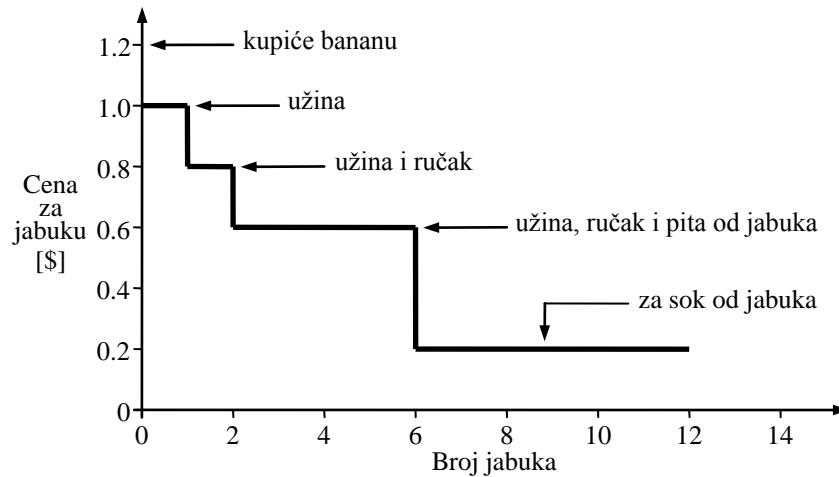 1.2
kupiće bananu
1.0
užina
0.8
užina i ručak
Cena
za
jabuku
[$]
0.6
užina, ručak i pita od jabuka
0.4
za sok od jabuka
0.2
0
0 2 4 6 8 10 12 14
Broj jabuka